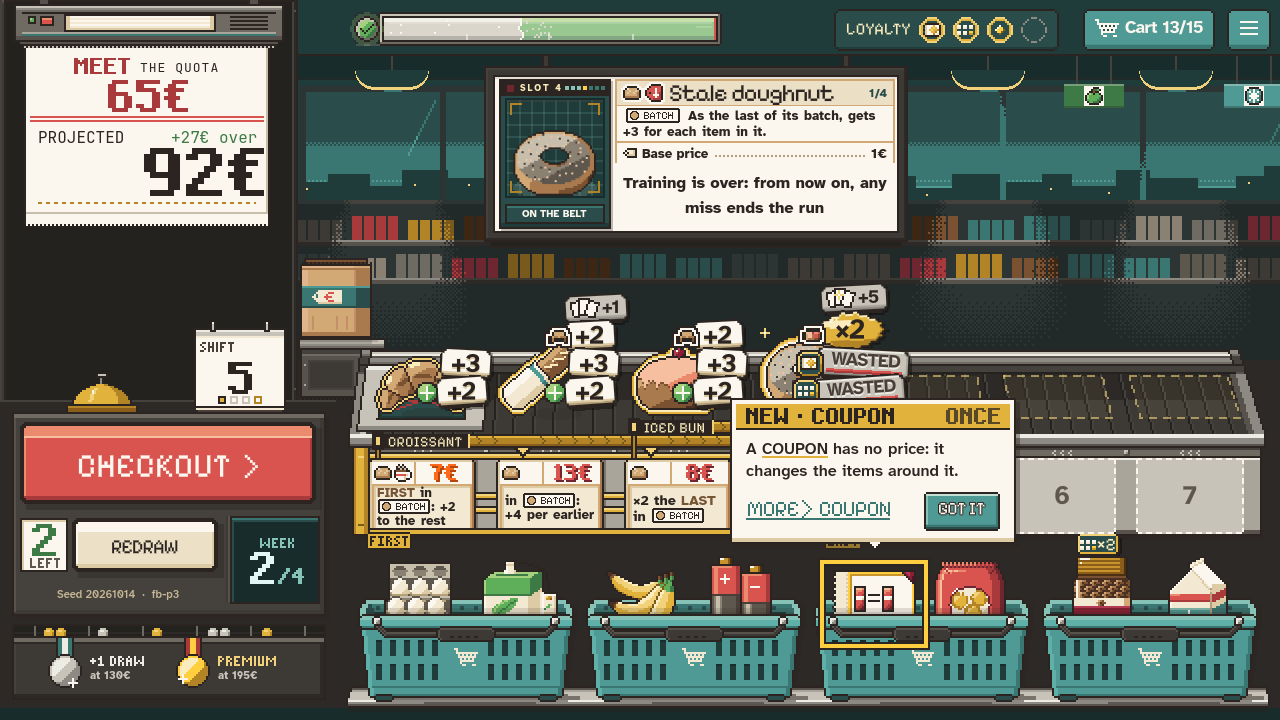 MEET THE QUOTA
65€
PROJECTED +27€ over
92€
SHIFT
5
CHECKOUT >
2
LEFT
REDRAW
WEEK
2/4
Seed 20261014 · fb-p3
+1 DRAW
at 130€
PREMIUM
at 195€
LOYALTY
Cart 13/15
SLOT 4
ON THE BELT
Stale doughnut 1/4
BATCH As the last of its batch, gets
+3 for each item in it.
Base price 1€
Training is over: from now on, any
miss ends the run
€
+3
+2
+1
+2
+3
+2
+2
+3
+2
+5
×2
WASTED
WASTED
CROISSANT
ICED BUN
7€
FIRST in
BATCH: +2
to the rest
13€
in BATCH:
+4 per earlier
8€
×2 the LAST
in BATCH
FIRST
NEW · COUPON ONCE
A COUPON has no price: it
changes the items around it.
MORE > COUPON
GOT IT
6
7
×2